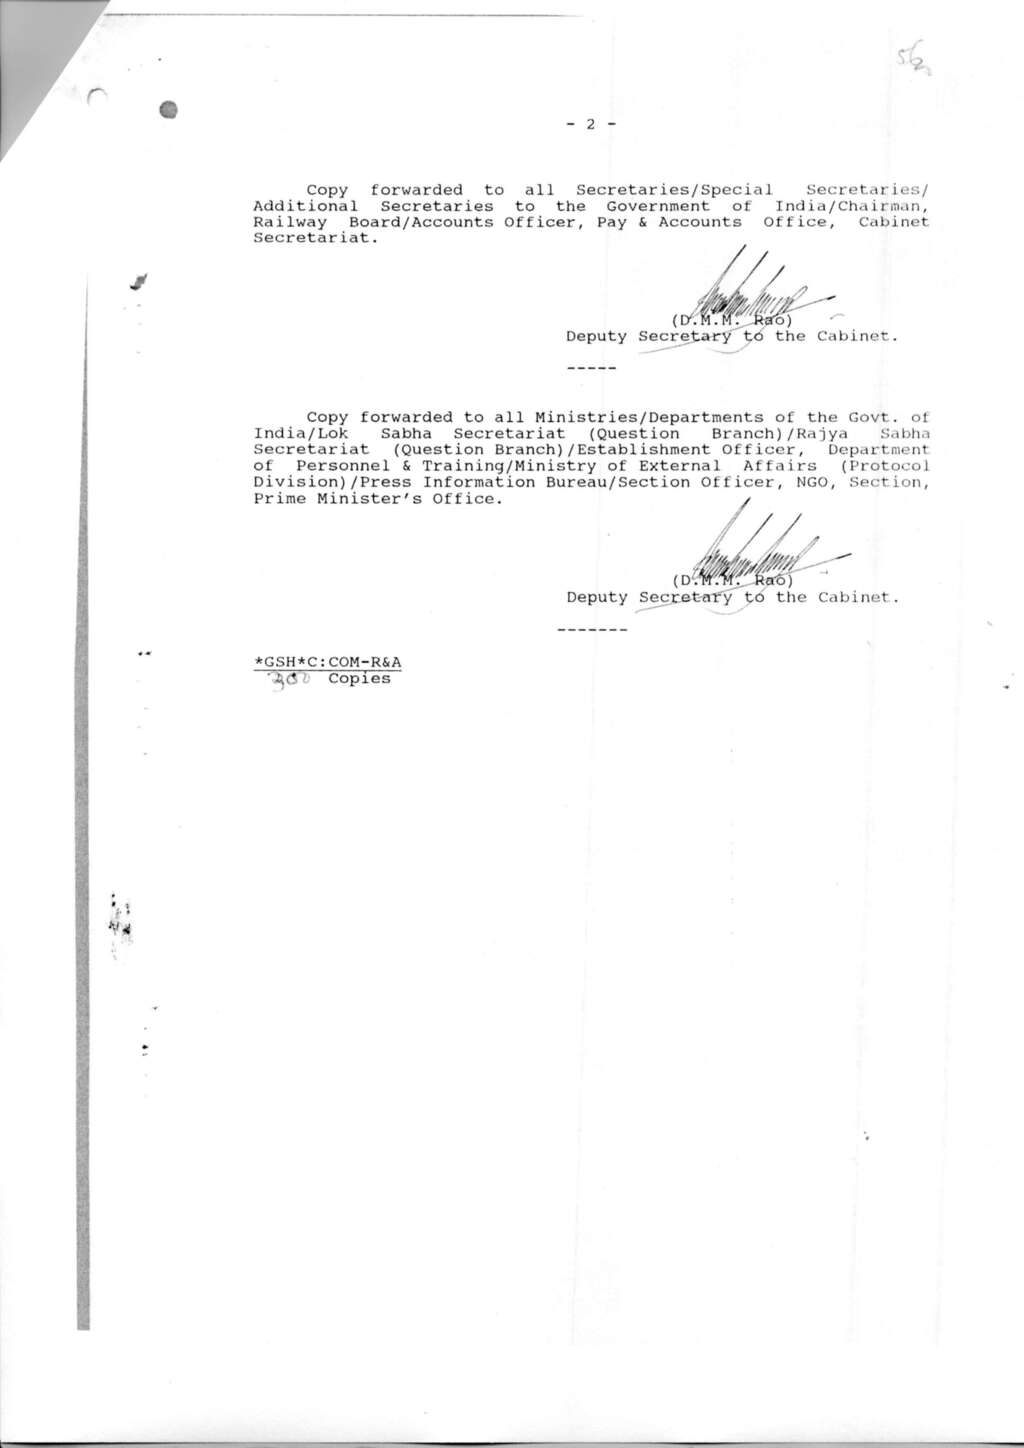 - 2 -
Copy forwarded to all Secretaries/Special Secretaries/
Additional Secretaries to the Government of India/Chairman,
Railway Board/Accounts Officer, Pay & Accounts Office, Cabinet
Secretariat.
(D.M.M. Rao)
Deputy Secretary to the Cabinet.
-----
Copy forwarded to all Ministries/Departments of the Govt. of
India/Lok Sabha Secretariat (Question Branch)/Rajya Sabha
Secretariat (Question Branch)/Establishment Officer, Department
of Personnel & Training/Ministry of External Affairs (Protocol
Division)/Press Information Bureau/Section Officer, NGO, Section,
Prime Minister's Office.
(D.M.M. Rao)
Deputy Secretary to the Cabinet.
-------
*GSH*C:COM-R&A
300 Copies